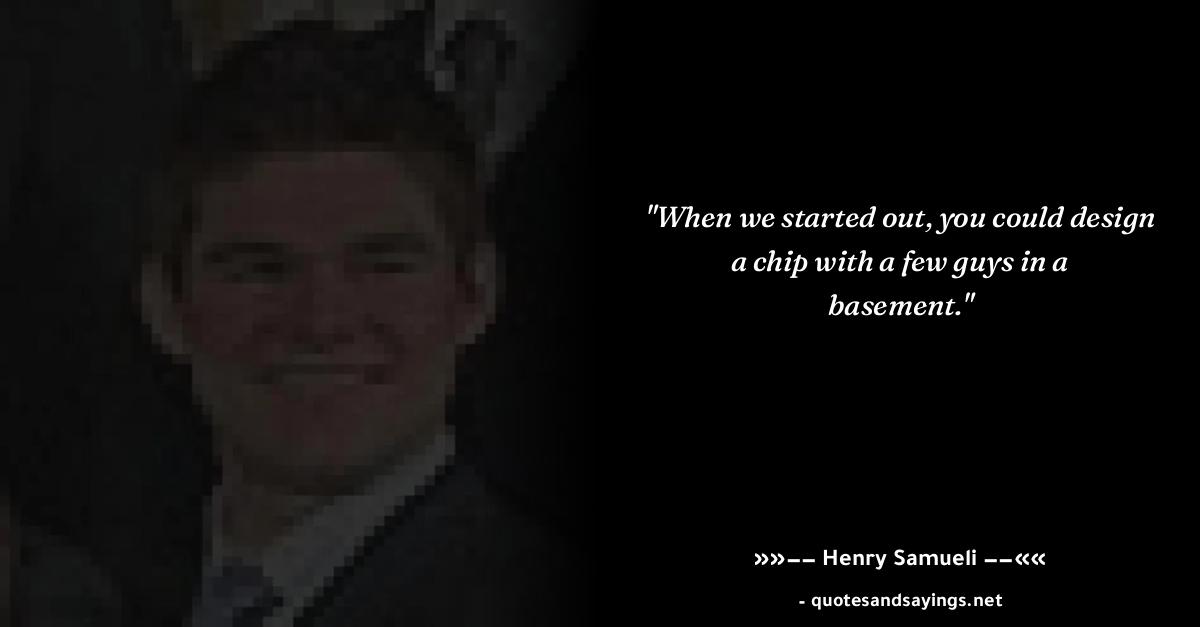 "When we started out, you could design
a chip with a few guys in a
basement."
»»–– Henry Samueli ––««
- quotesandsayings.net